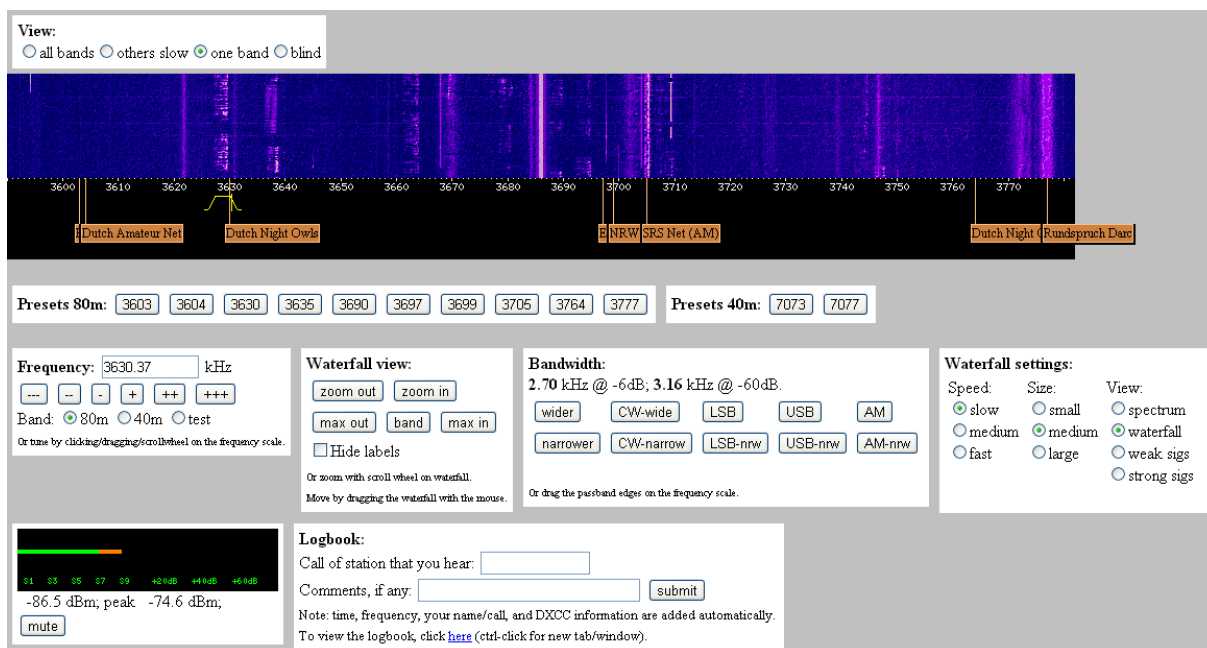 View:
all bands others slow one band blind
3600 3610 3620 3630 3640 3650 3660 3670 3680 3690 3700 3710 3720 3730 3740 3750 3760 3770
Dutch Amateur Net Dutch Night Owls E NRW SRS Net (AM) Dutch Night Rundspruch Darc
Presets 80m: 3603 3604 3630 3635 3690 3697 3699 3705 3764 3777 Presets 40m: 7073 7077
Frequency: 3630.37 kHz
--- -- - + ++ +++
Band: 80m 40m test
Or tune by clicking/dragging/scrollwheel on the frequency scale.
Waterfall view:
zoom out zoom in
max out band max in
Hide labels
Or zoom with scroll wheel on waterfall.
Move by dragging the waterfall with the mouse.
Bandwidth:
2.70 kHz @ -6dB; 3.16 kHz @ -60dB.
wider CW-wide LSB USB AM
narrower CW-narrow LSB-nrw USB-nrw AM-nrw
Or drag the passband edges on the frequency scale.
Waterfall settings:
Speed: Size: View:
slow small spectrum
medium medium waterfall
fast large weak sigs
strong sigs
S1 S3 S5 S7 S9 +20dB +40dB +60dB
-86.5 dBm; peak -74.6 dBm;
mute
Logbook:
Call of station that you hear:
Comments, if any: submit
Note: time, frequency, your name/call, and DXCC information are added automatically.
To view the logbook, click here (ctrl-click for new tab/window).